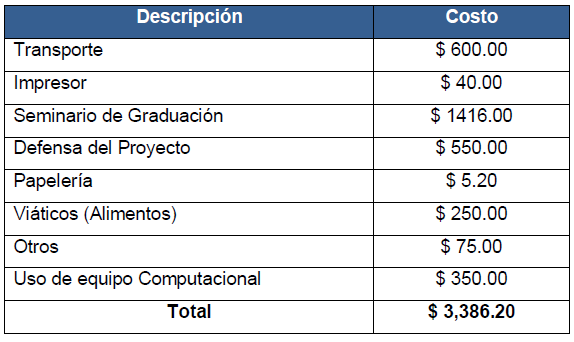 Descripción Costo
Transporte $ 600.00
Impresor $ 40.00
Seminario de Graduación $ 1416.00
Defensa del Proyecto $ 550.00
Papelería $ 5.20
Viáticos (Alimentos) $ 250.00
Otros $ 75.00
Uso de equipo Computacional $ 350.00
Total $ 3,386.20